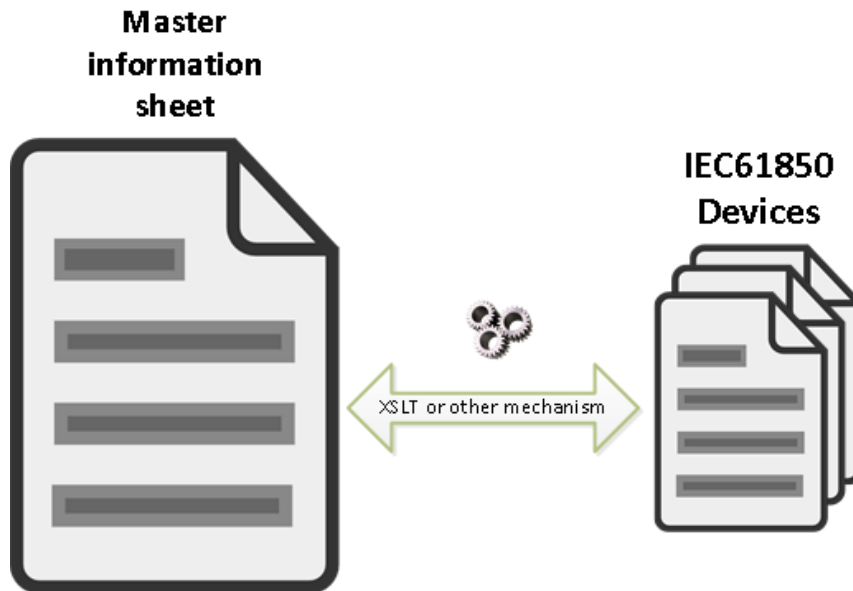 Master
information
sheet
IEC61850
Devices
XSLT or other mechanism